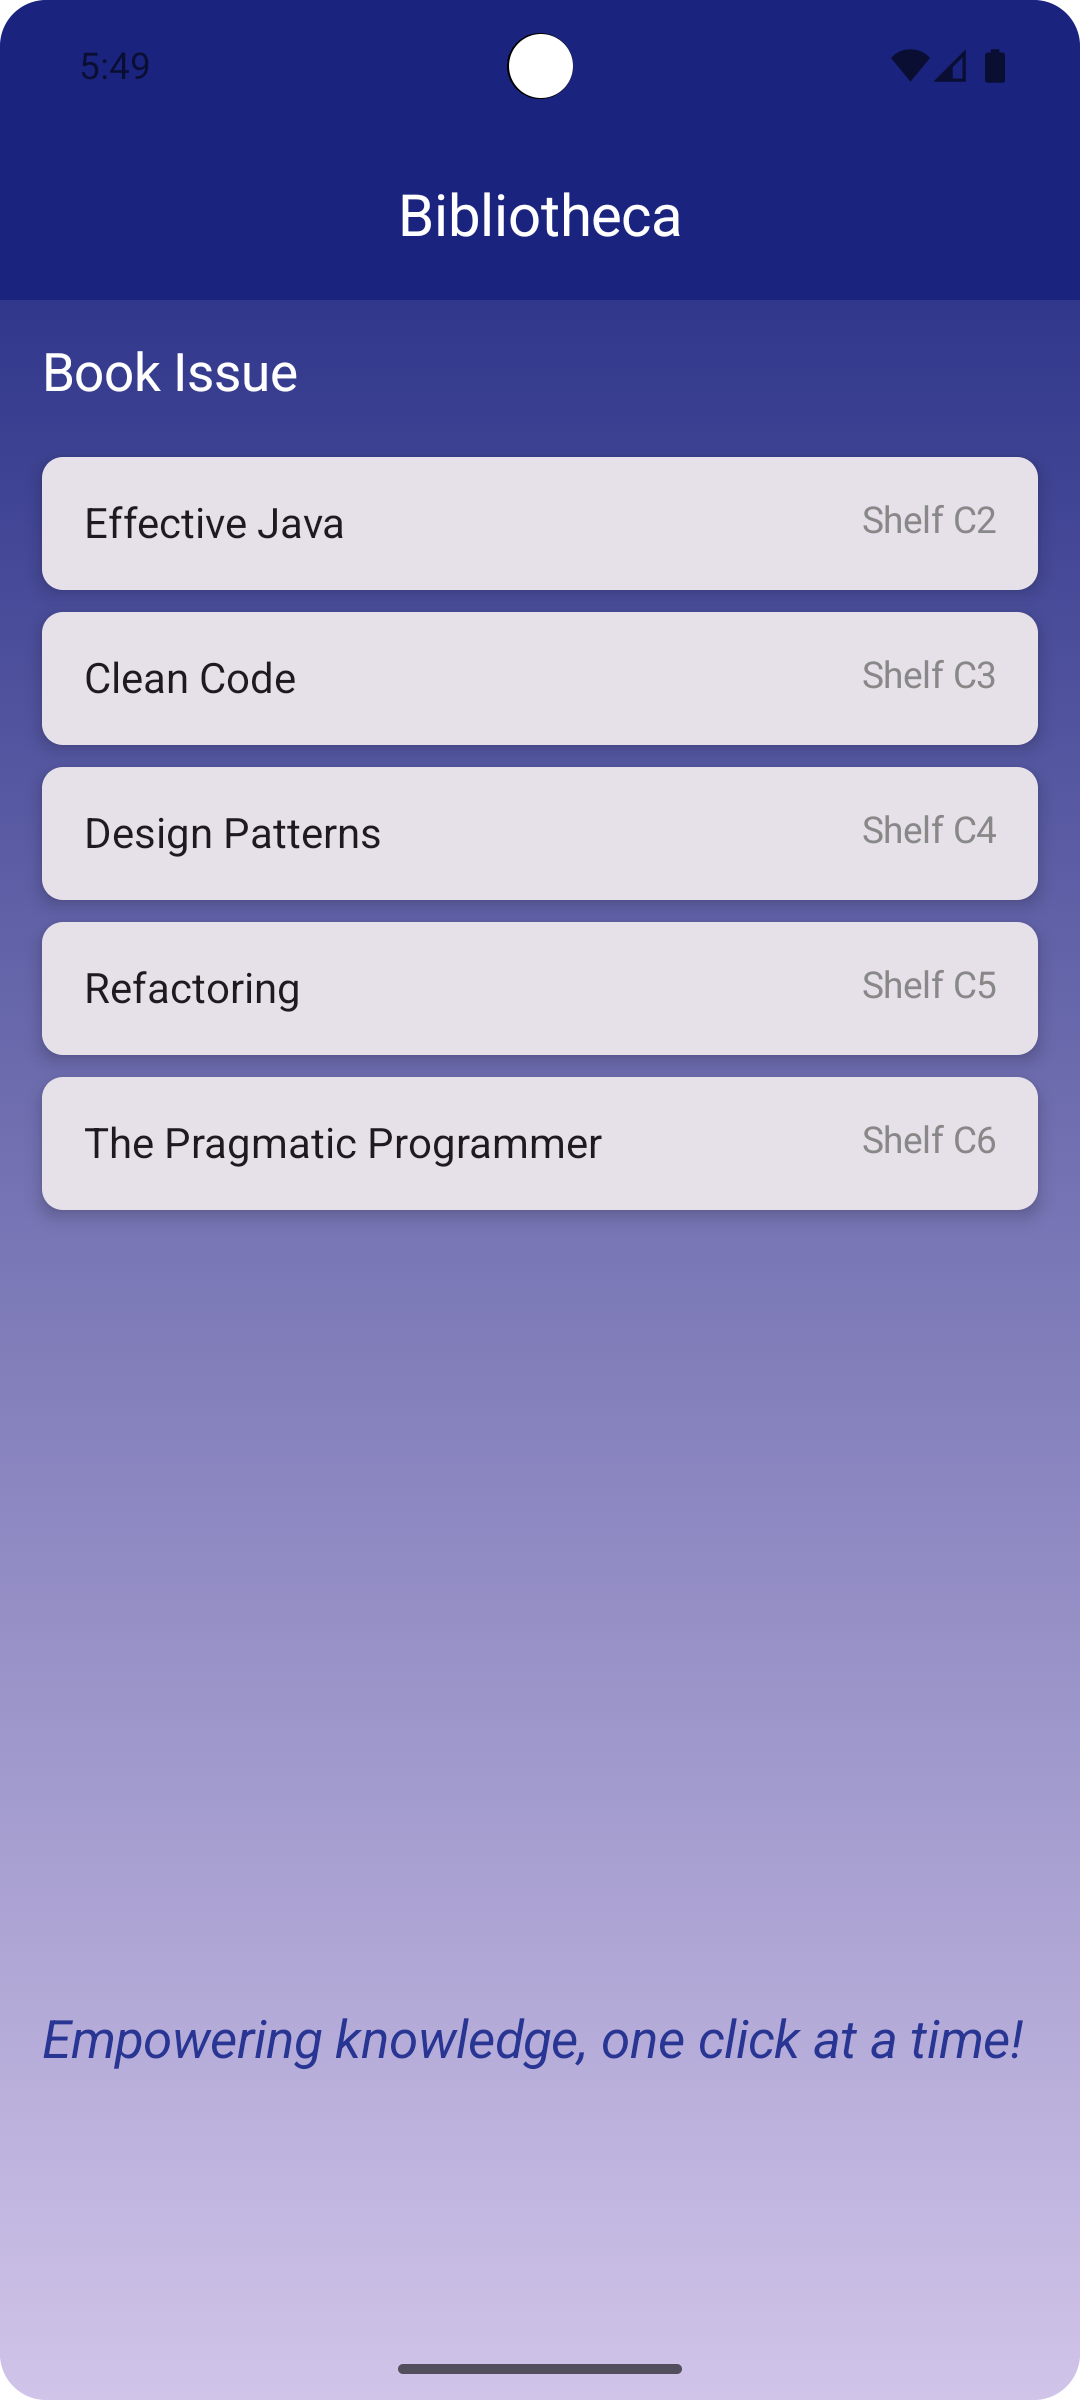 5:49
Bibliotheca
Book Issue
Effective Java Shelf C2
Clean Code Shelf C3
Design Patterns Shelf C4
Refactoring Shelf C5
The Pragmatic Programmer Shelf C6
Empowering knowledge, one click at a time!